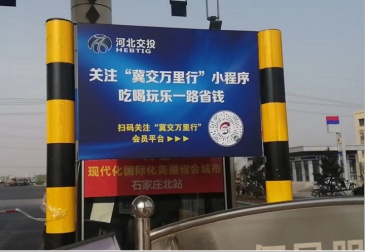 河北交投
HEBTIG
关注“冀交万里行”小程序
吃喝玩乐一路省钱
扫码关注“冀交万里行”
会员平台▶▶▶
现代化国际化美丽省会城市
石家庄北站